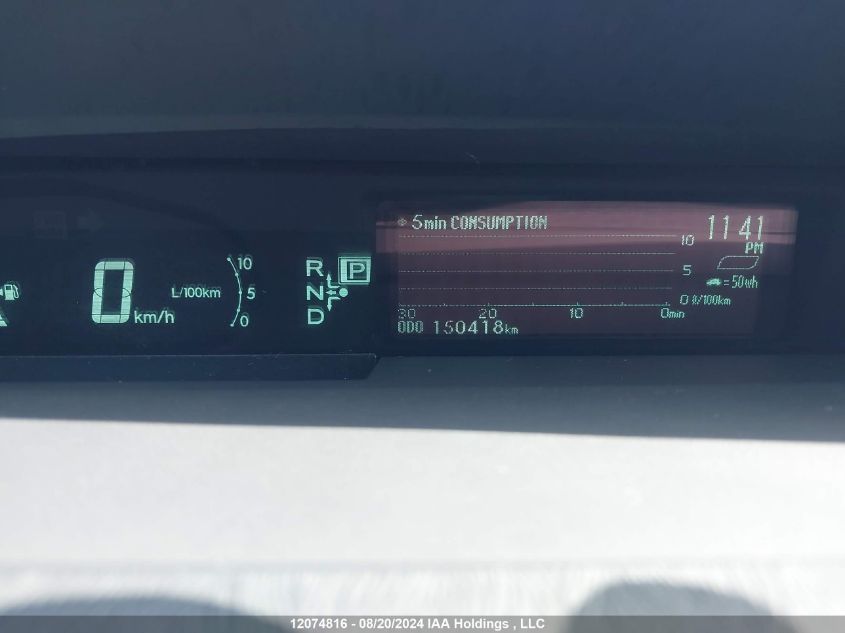 5min CONSUMPTION
11:41
PM
10
5
0 ℓ/100km
=50wh
30 20 10 0min
ODO 150418km
0 km/h
L/100km
10
5
0
R
P
N
D
12074816 - 08/20/2024 IAA Holdings , LLC